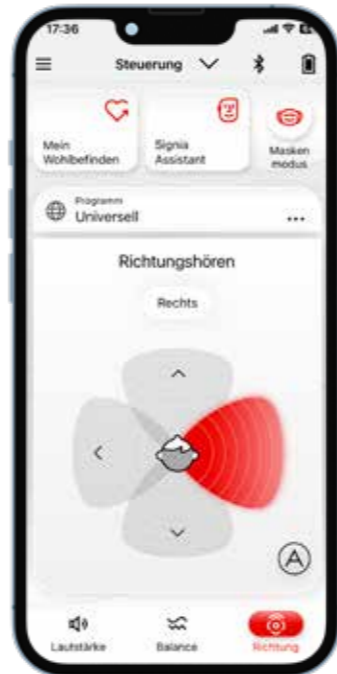 17:36
Steuerung
Mein
Wohlbefinden
Signia
Assistant
Masken
modus
Programm
Universell
...
Richtungshören
Rechts
A
Lautstärke
Balance
Richtung